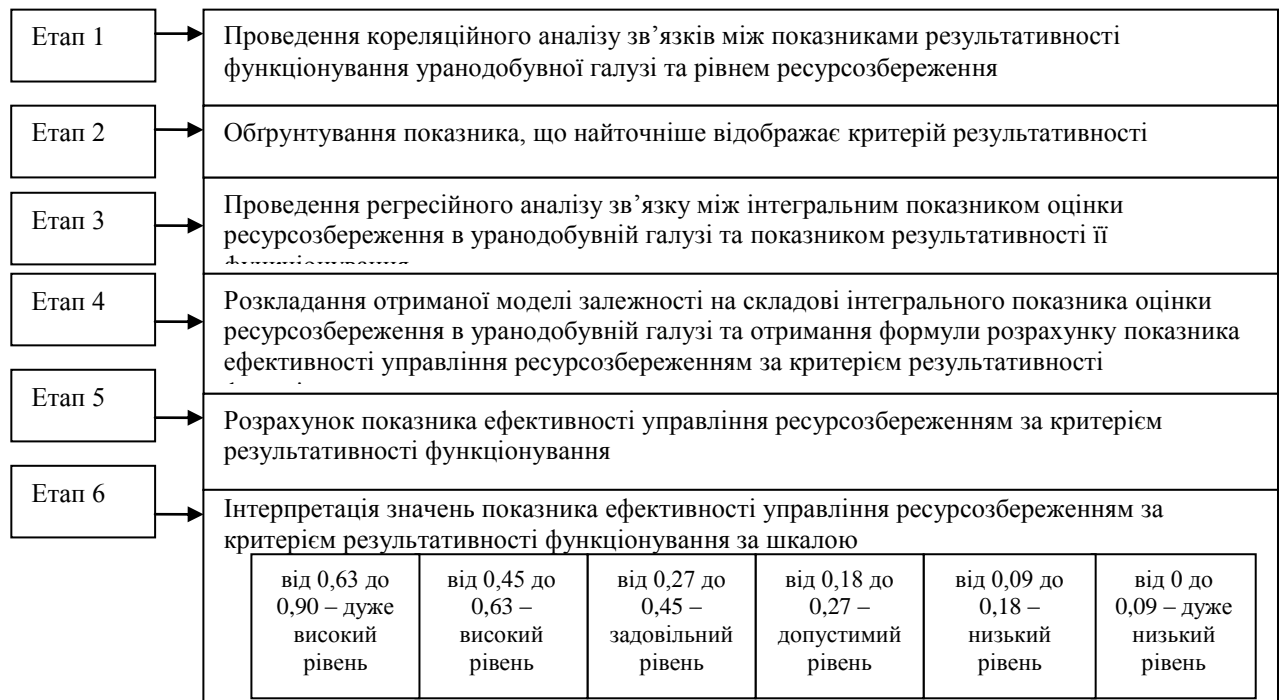 Етап 1
Проведення кореляційного аналізу зв’язків між показниками результативності
функціонування уранодобувної галузі та рівнем ресурсозбереження
Етап 2
Обґрунтування показника, що найточніше відображає критерій результативності
Етап 3
Проведення регресійного аналізу зв’язку між інтегральним показником оцінки
ресурсозбереження в уранодобувній галузі та показником результативності її
Етап 4
Розкладання отриманої моделі залежності на складові інтегрального показника оцінки
ресурсозбереження в уранодобувній галузі та отримання формули розрахунку показника
ефективності управління ресурсозбереженням за критерієм результативності
Етап 5
Розрахунок показника ефективності управління ресурсозбереженням за критерієм
результативності функціонування
Етап 6
Інтерпретація значень показника ефективності управління ресурсозбереженням за
критерієм результативності функціонування за шкалою
від 0,63 до
0,90 – дуже
високий
рівень
від 0,45 до
0,63 –
високий
рівень
від 0,27 до
0,45 –
задовільний
рівень
від 0,18 до
0,27 –
допустимий
рівень
від 0,09 до
0,18 –
низький
рівень
від 0 до
0,09 – дуже
низький
рівень